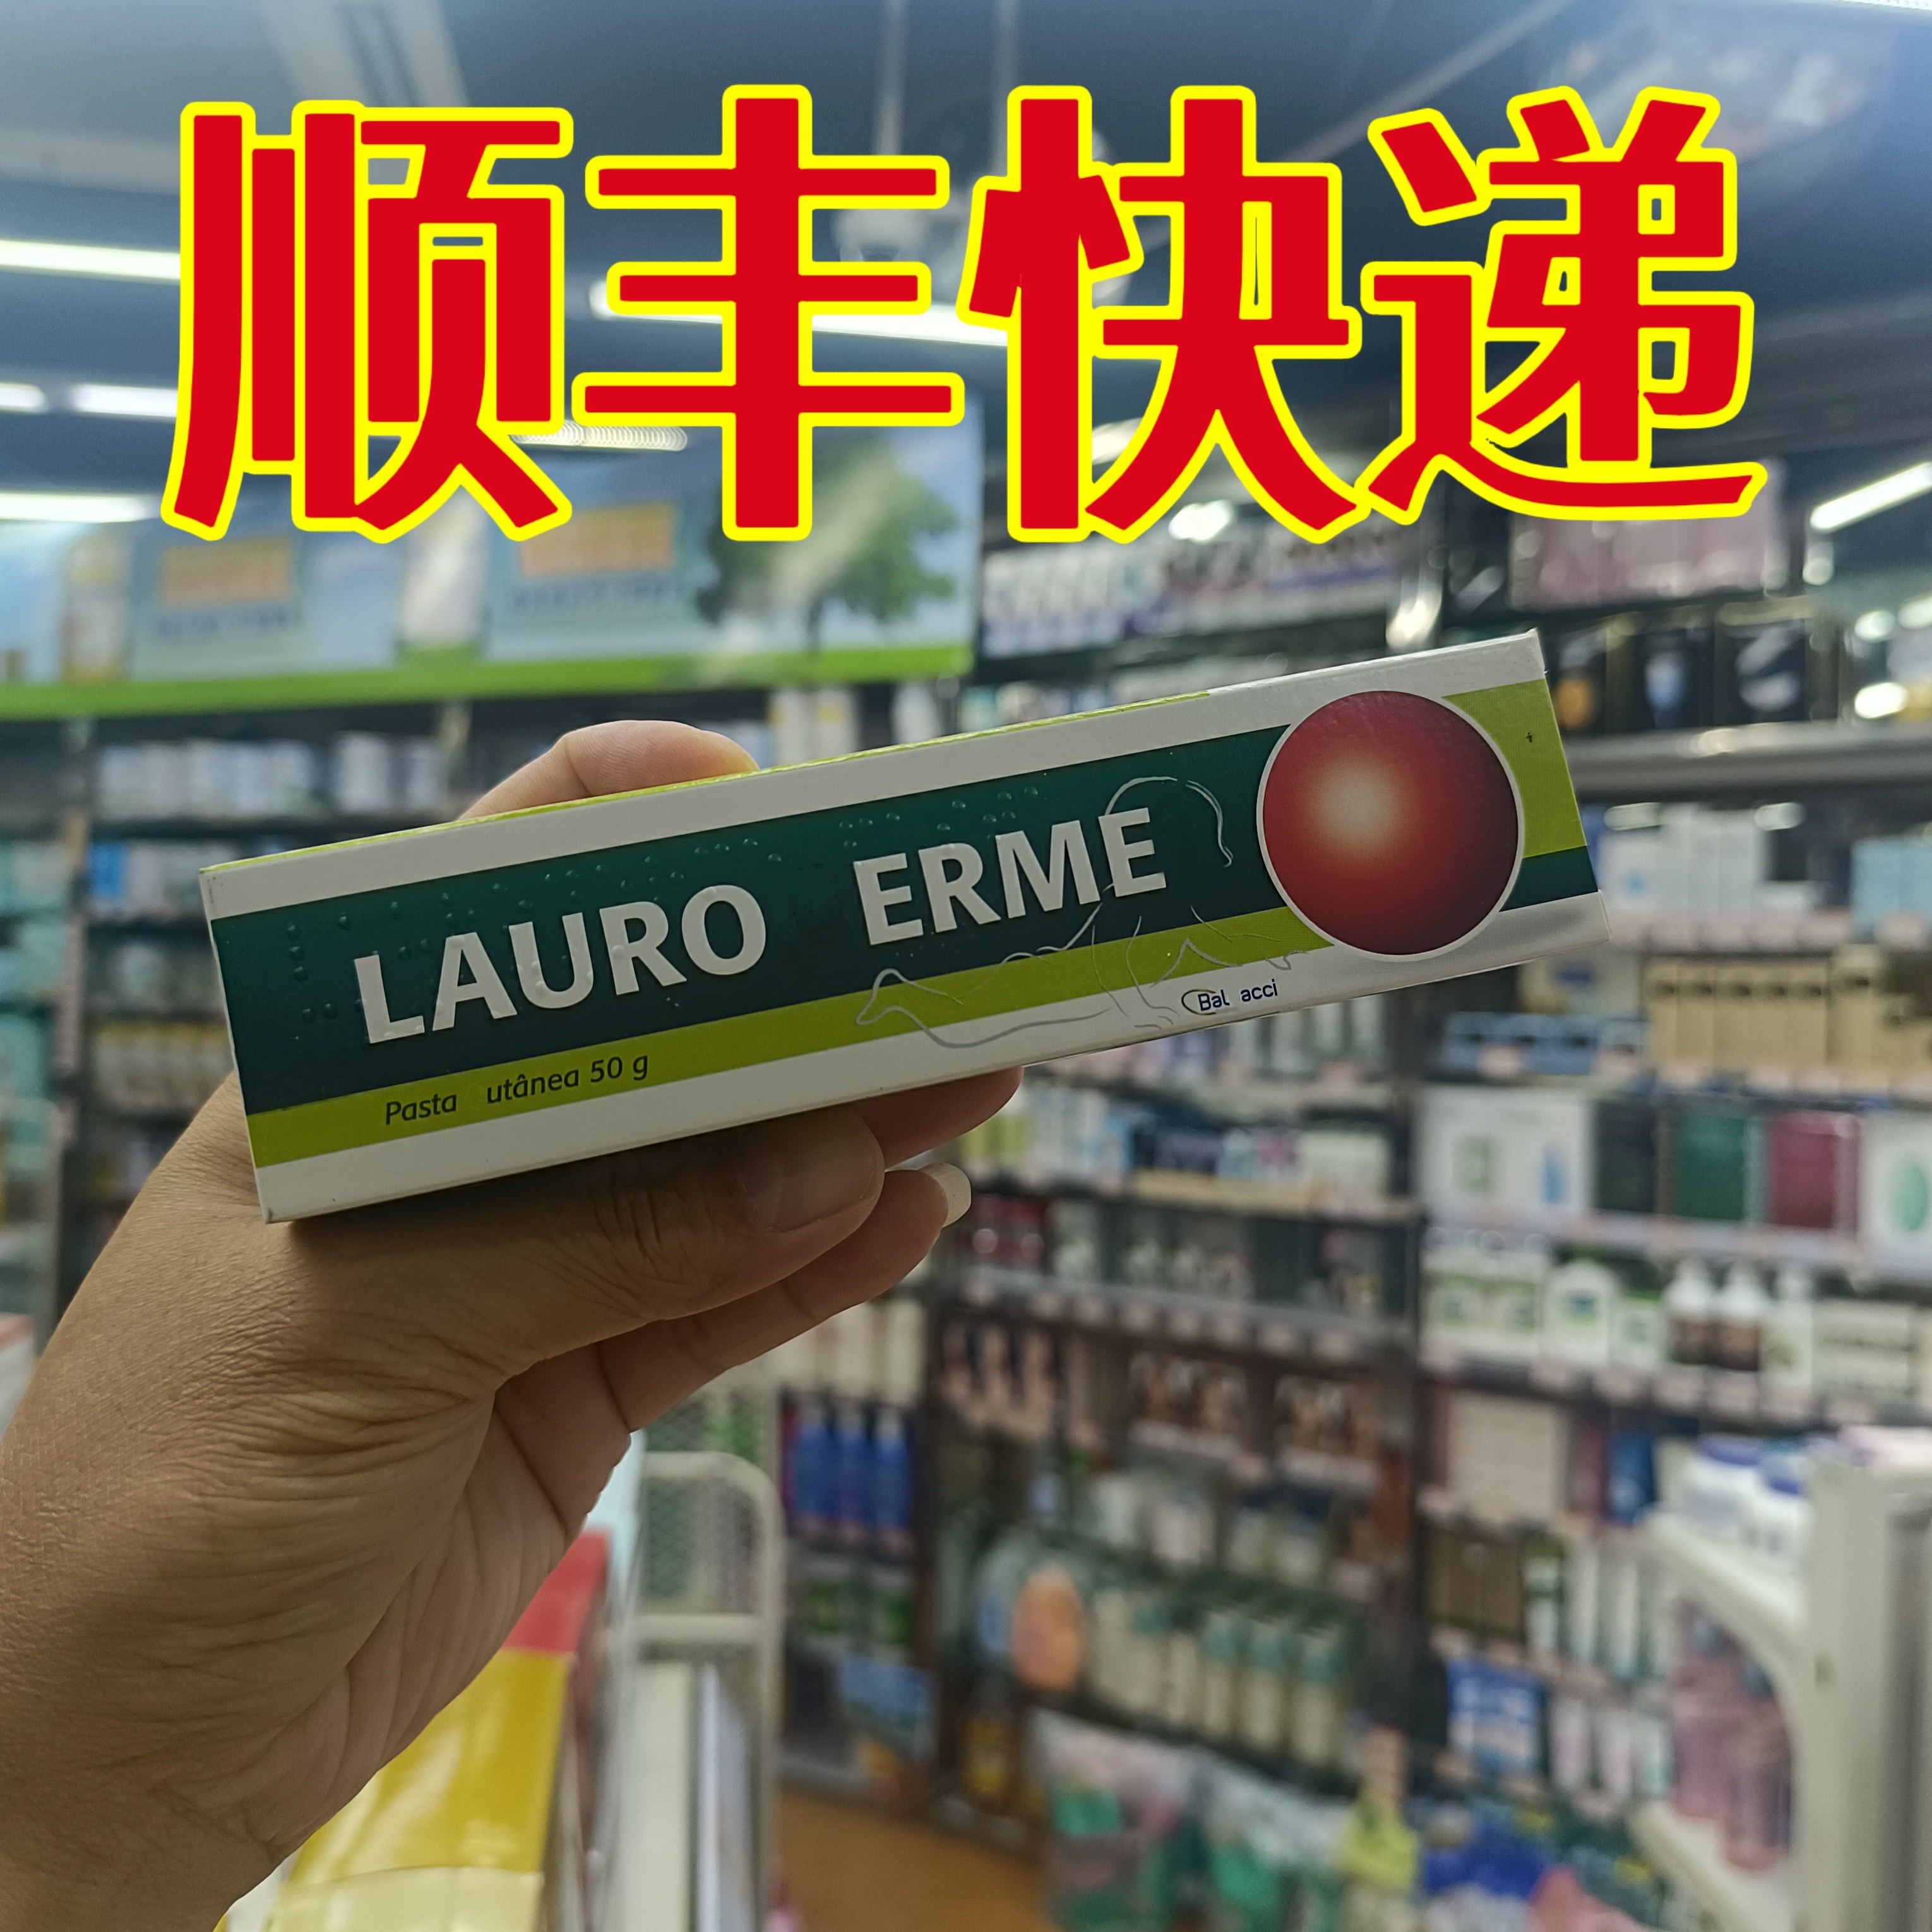 顺丰快递
LAURO ERME
Pasta utânea 50 g
Bal acci